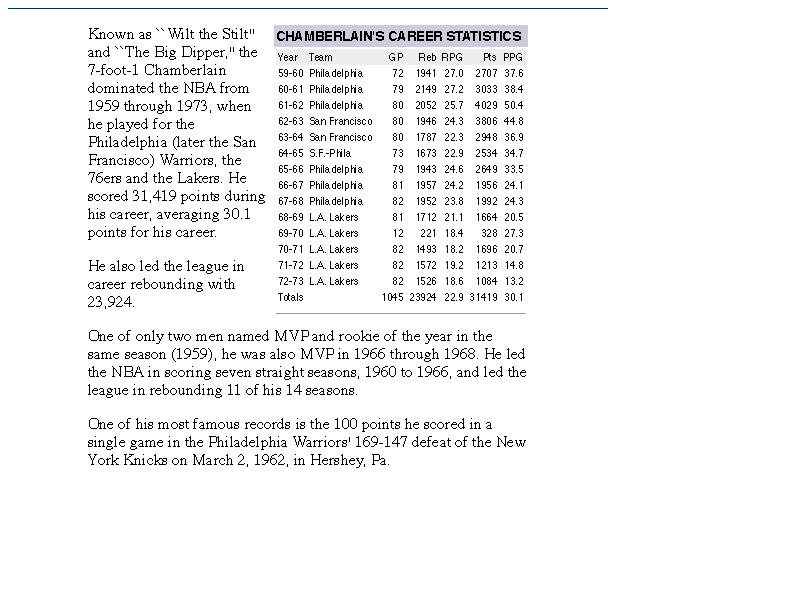 Known as ``Wilt the Stilt''
and ``The Big Dipper,'' the
7-foot-1 Chamberlain
dominated the NBA from
1959 through 1973, when
he played for the
Philadelphia (later the San
Francisco) Warriors, the
76ers and the Lakers. He
scored 31,419 points during
his career, averaging 30.1
points for his career.
He also led the league in
career rebounding with
23,924.
CHAMBERLAIN'S CAREER STATISTICS
Year Team GP Reb RPG Pts PPG
59-60 Philadelphia 72 1941 27.0 2707 37.6
60-61 Philadelphia 79 2149 27.2 3033 38.4
61-62 Philadelphia 80 2052 25.7 4029 50.4
62-63 San Francisco 80 1946 24.3 3806 44.8
63-64 San Francisco 80 1787 22.3 2948 36.9
64-65 S.F.-Phila 73 1673 22.9 2534 34.7
65-66 Philadelphia 79 1943 24.6 2649 33.5
66-67 Philadelphia 81 1957 24.2 1956 24.1
67-68 Philadelphia 82 1952 23.8 1992 24.3
68-69 L.A. Lakers 81 1712 21.1 1664 20.5
69-70 L.A. Lakers 12 221 18.4 328 27.3
70-71 L.A. Lakers 82 1493 18.2 1696 20.7
71-72 L.A. Lakers 82 1572 19.2 1213 14.8
72-73 L.A. Lakers 82 1526 18.6 1084 13.2
Totals 1045 23924 22.9 31419 30.1
One of only two men named MVP and rookie of the year in the
same season (1959), he was also MVP in 1966 through 1968. He led
the NBA in scoring seven straight seasons, 1960 to 1966, and led the
league in rebounding 11 of his 14 seasons.
One of his most famous records is the 100 points he scored in a
single game in the Philadelphia Warriors' 169-147 defeat of the New
York Knicks on March 2, 1962, in Hershey, Pa.